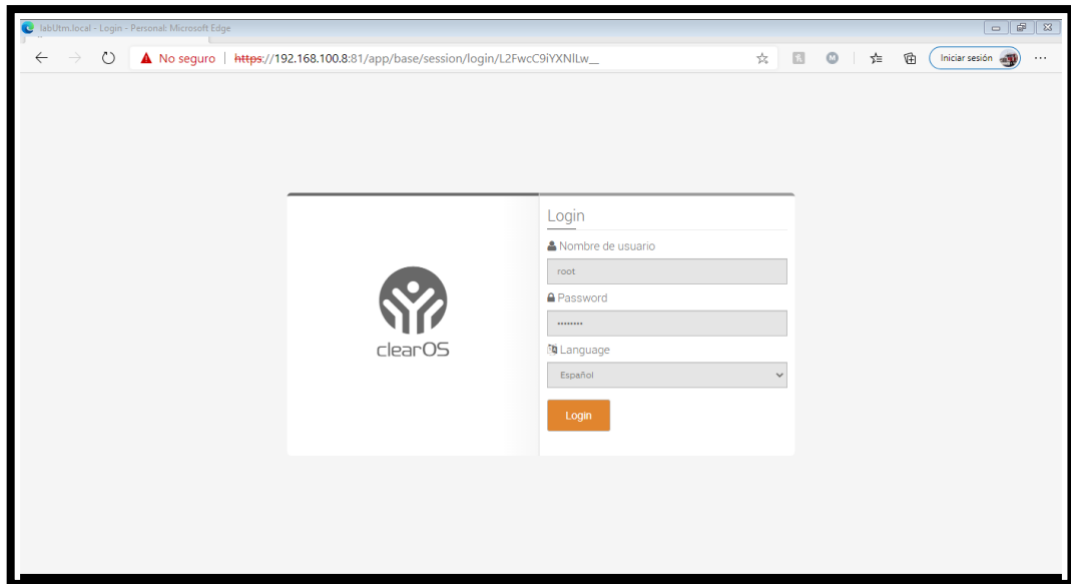 labUtm.local - Login - Personal: Microsoft Edge
No seguro | https://192.168.100.8:81/app/base/session/login/L2FwcC9iYXNlLw__
Iniciar sesión
Login
Nombre de usuario
root
Password
••••••••
Language
Español
Login
clearOS